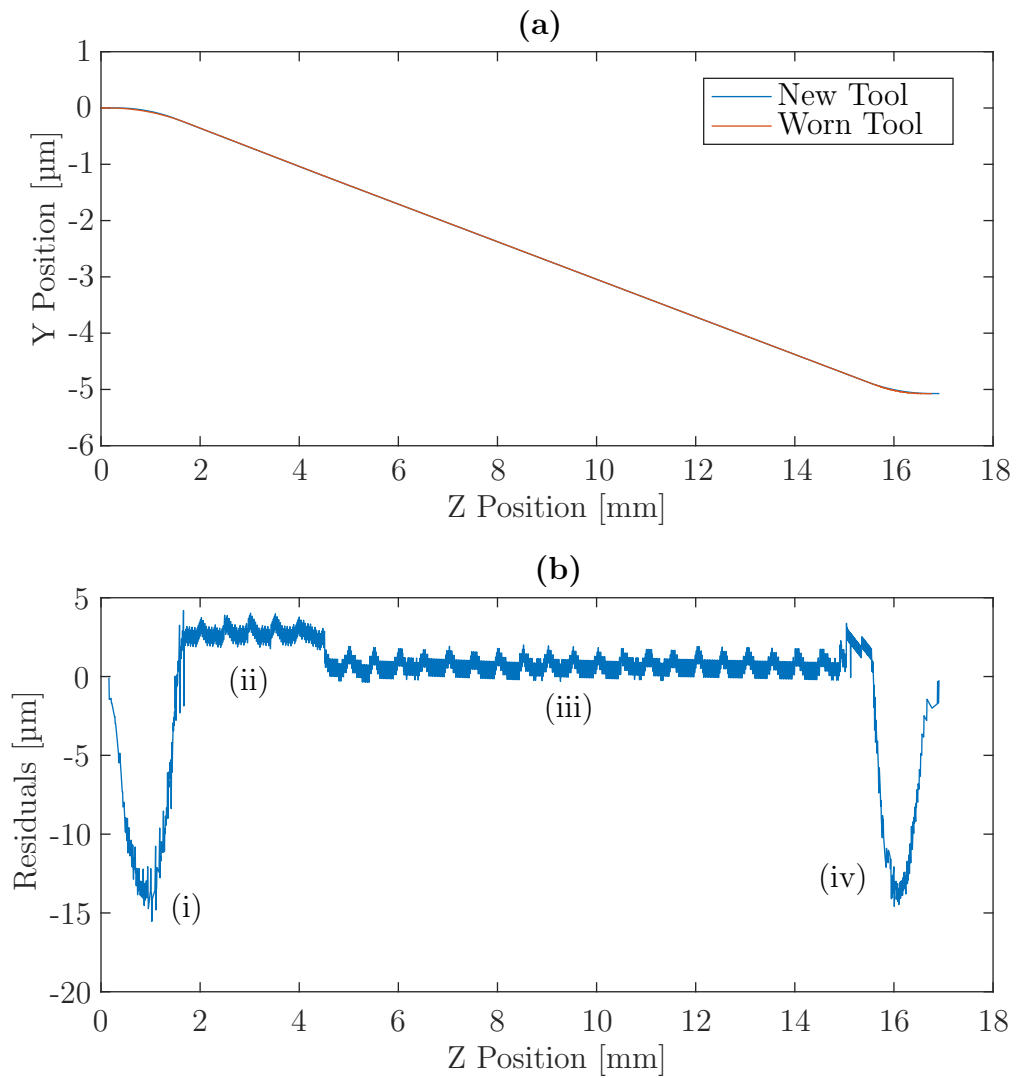 (a)
1
0
-1
-2
-3
-4
-5
-6
Y Position [µm]
New Tool
Worn Tool
0 2 4 6 8 10 12 14 16 18
Z Position [mm]
(b)
5
0
-5
-10
-15
-20
Residuals [µm]
(i)
(ii)
(iii)
(iv)
0 2 4 6 8 10 12 14 16 18
Z Position [mm]